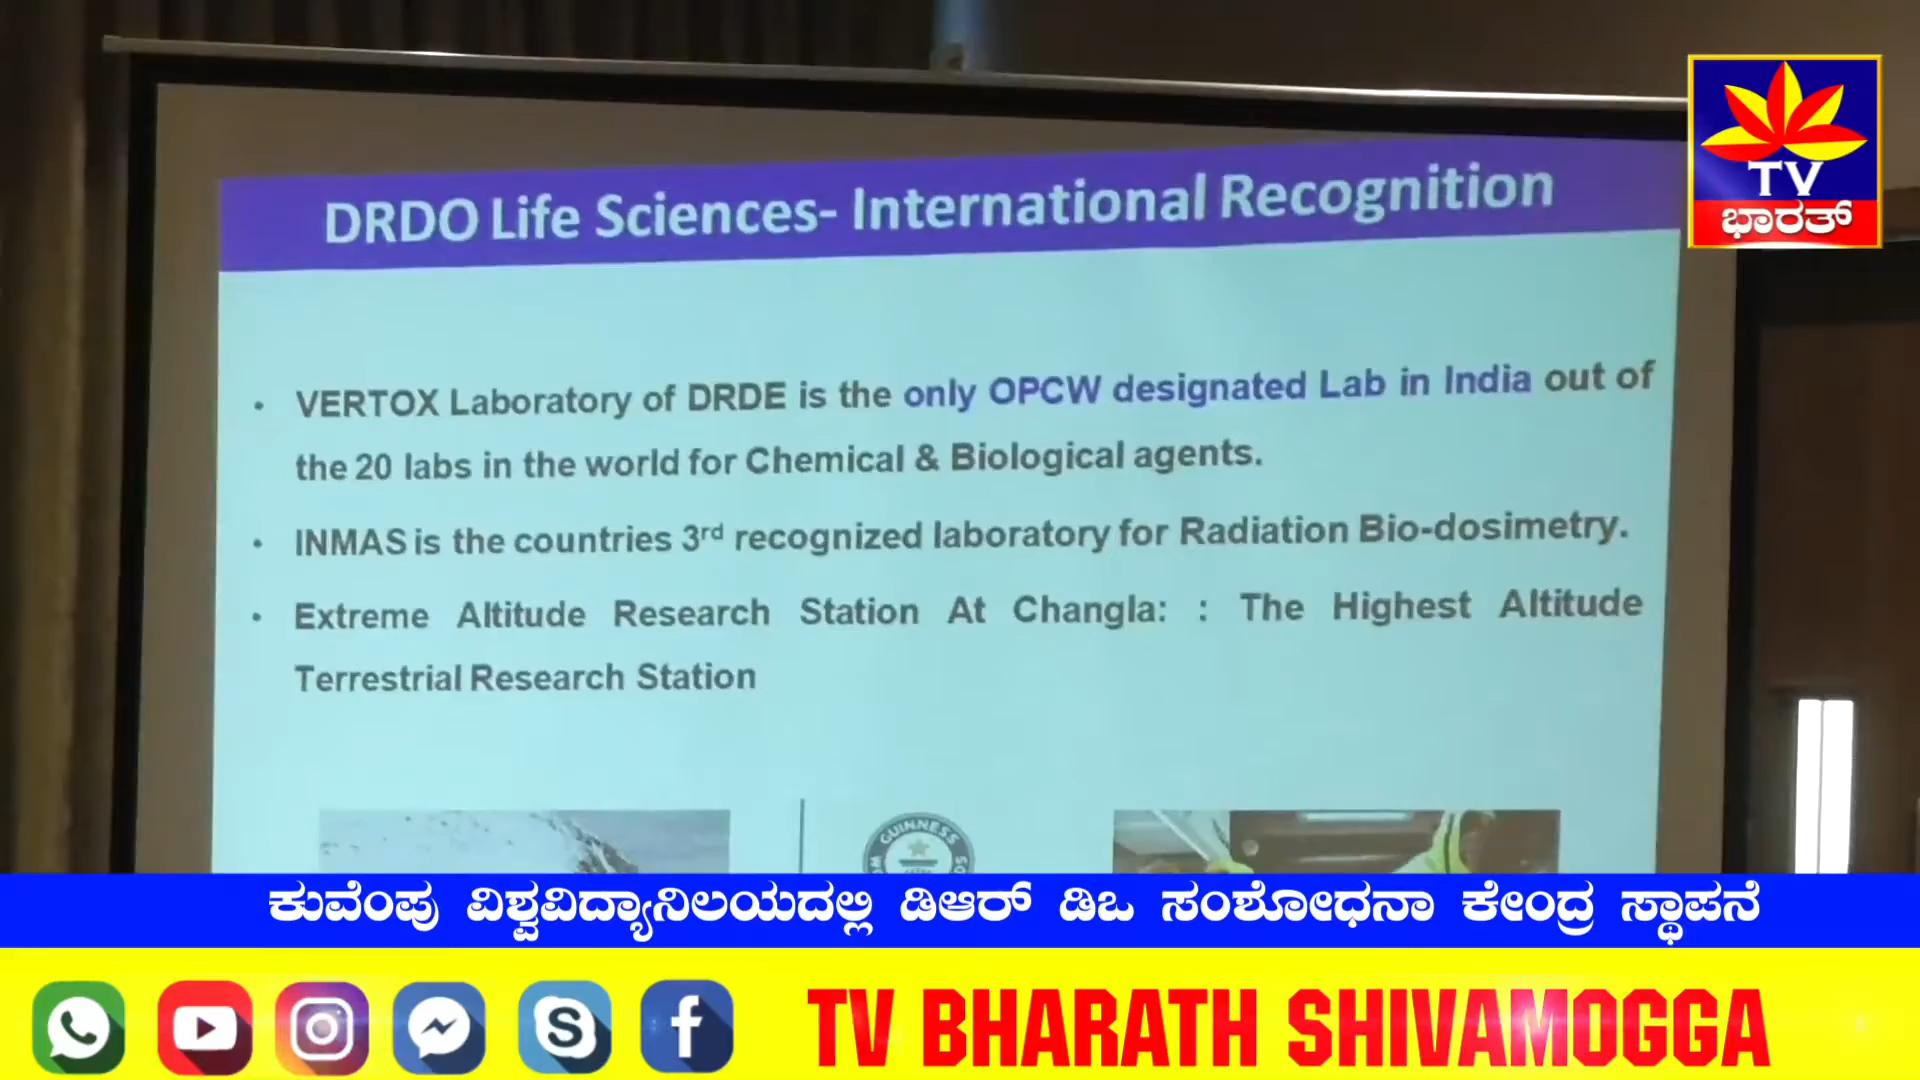 TV
ಭಾರತ್
DRDO Life Sciences- International Recognition
• VERTOX Laboratory of DRDE is the only OPCW designated Lab in India out of
the 20 labs in the world for Chemical & Biological agents.
• INMAS is the countries 3rd recognized laboratory for Radiation Bio-dosimetry.
• Extreme Altitude Research Station At Changla: : The Highest Altitude
Terrestrial Research Station
GUINNESS
ಕುವೆಂಪು ವಿಶ್ವವಿದ್ಯಾನಿಲಯದಲ್ಲಿ ಡಿಆರ್ ಡಿಒ ಸಂಶೋಧನಾ ಕೇಂದ್ರ ಸ್ಥಾಪನೆ
TV BHARATH SHIVAMOGGA